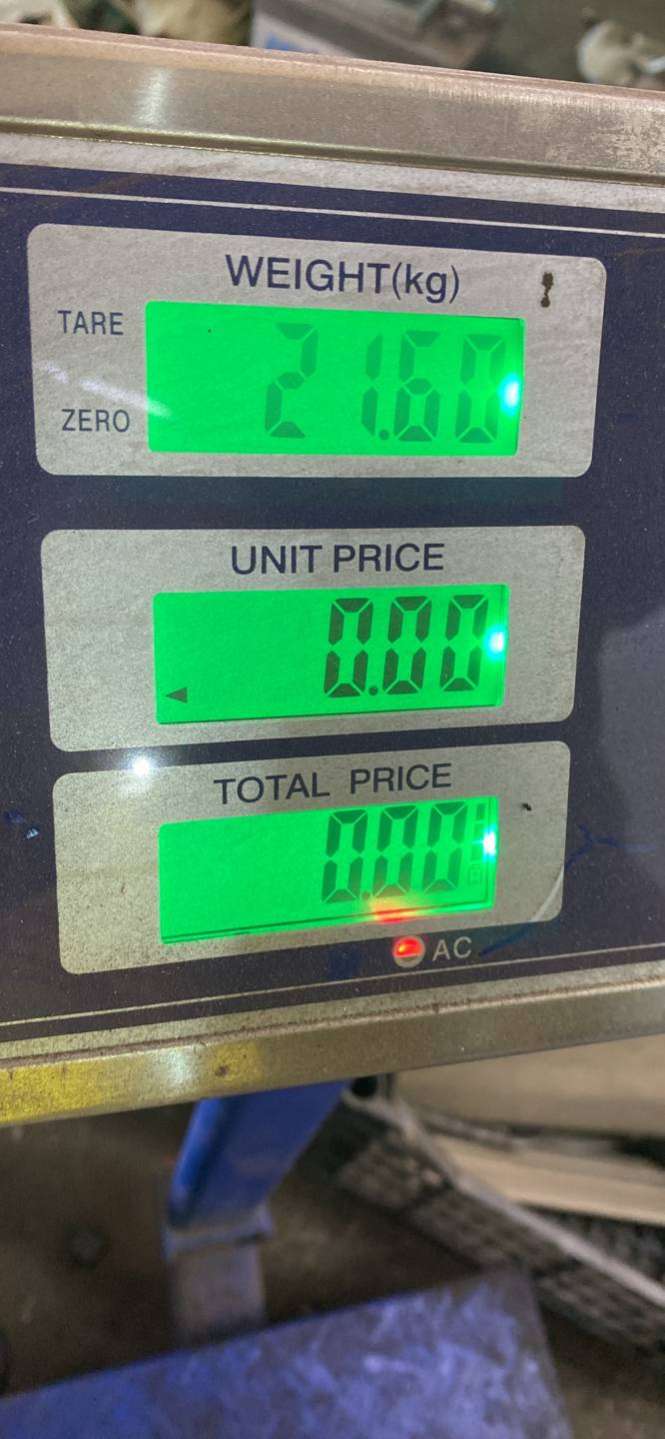 WEIGHT(kg)
TARE
21.60
ZERO
UNIT PRICE
0.00
TOTAL PRICE
0.00
AC